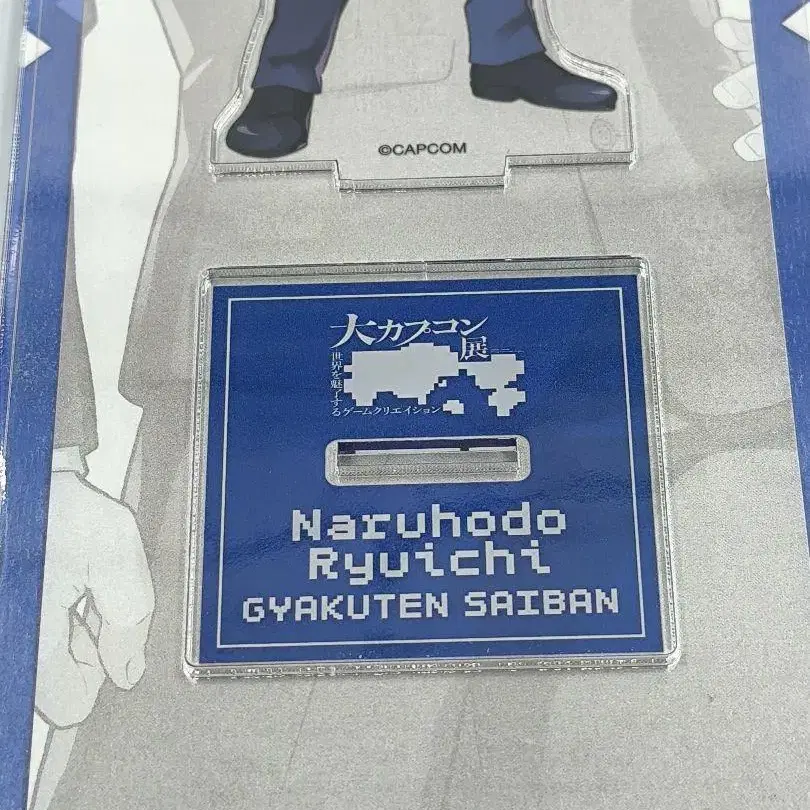 ©CAPCOM
大カプコン展
世界を魅了する
ゲームクリエイション
Naruhodo
Ryuichi
GYAKUTEN SAIBAN